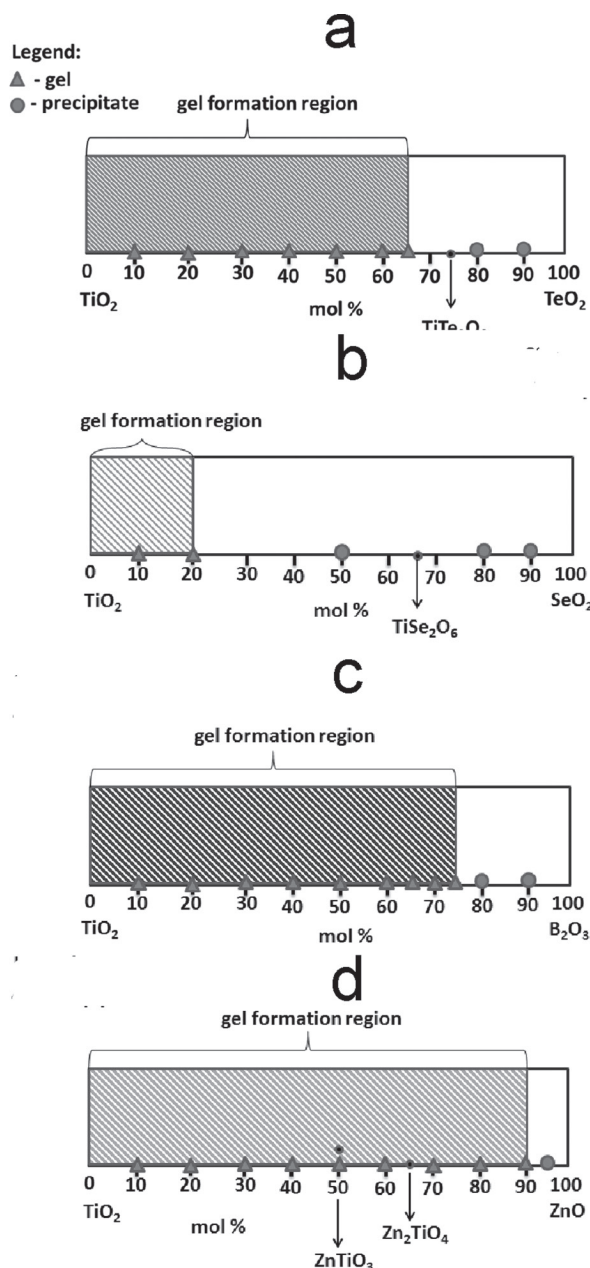 a
Legend:
- gel
- precipitate
gel formation region
0 10 20 30 40 50 60 70 80 90 100
TiO₂ mol % TeO₂
b
gel formation region
0 10 20 30 40 50 60 70 80 90 100
TiO₂ mol % SeO₂
TiSe₂O₆
c
gel formation region
0 10 20 30 40 50 60 70 80 90 100
TiO₂ mol % B₂O₃
d
gel formation region
0 10 20 30 40 50 60 70 80 90 100
TiO₂ mol % ZnO
Zn₂TiO₄
ZnTiO₃